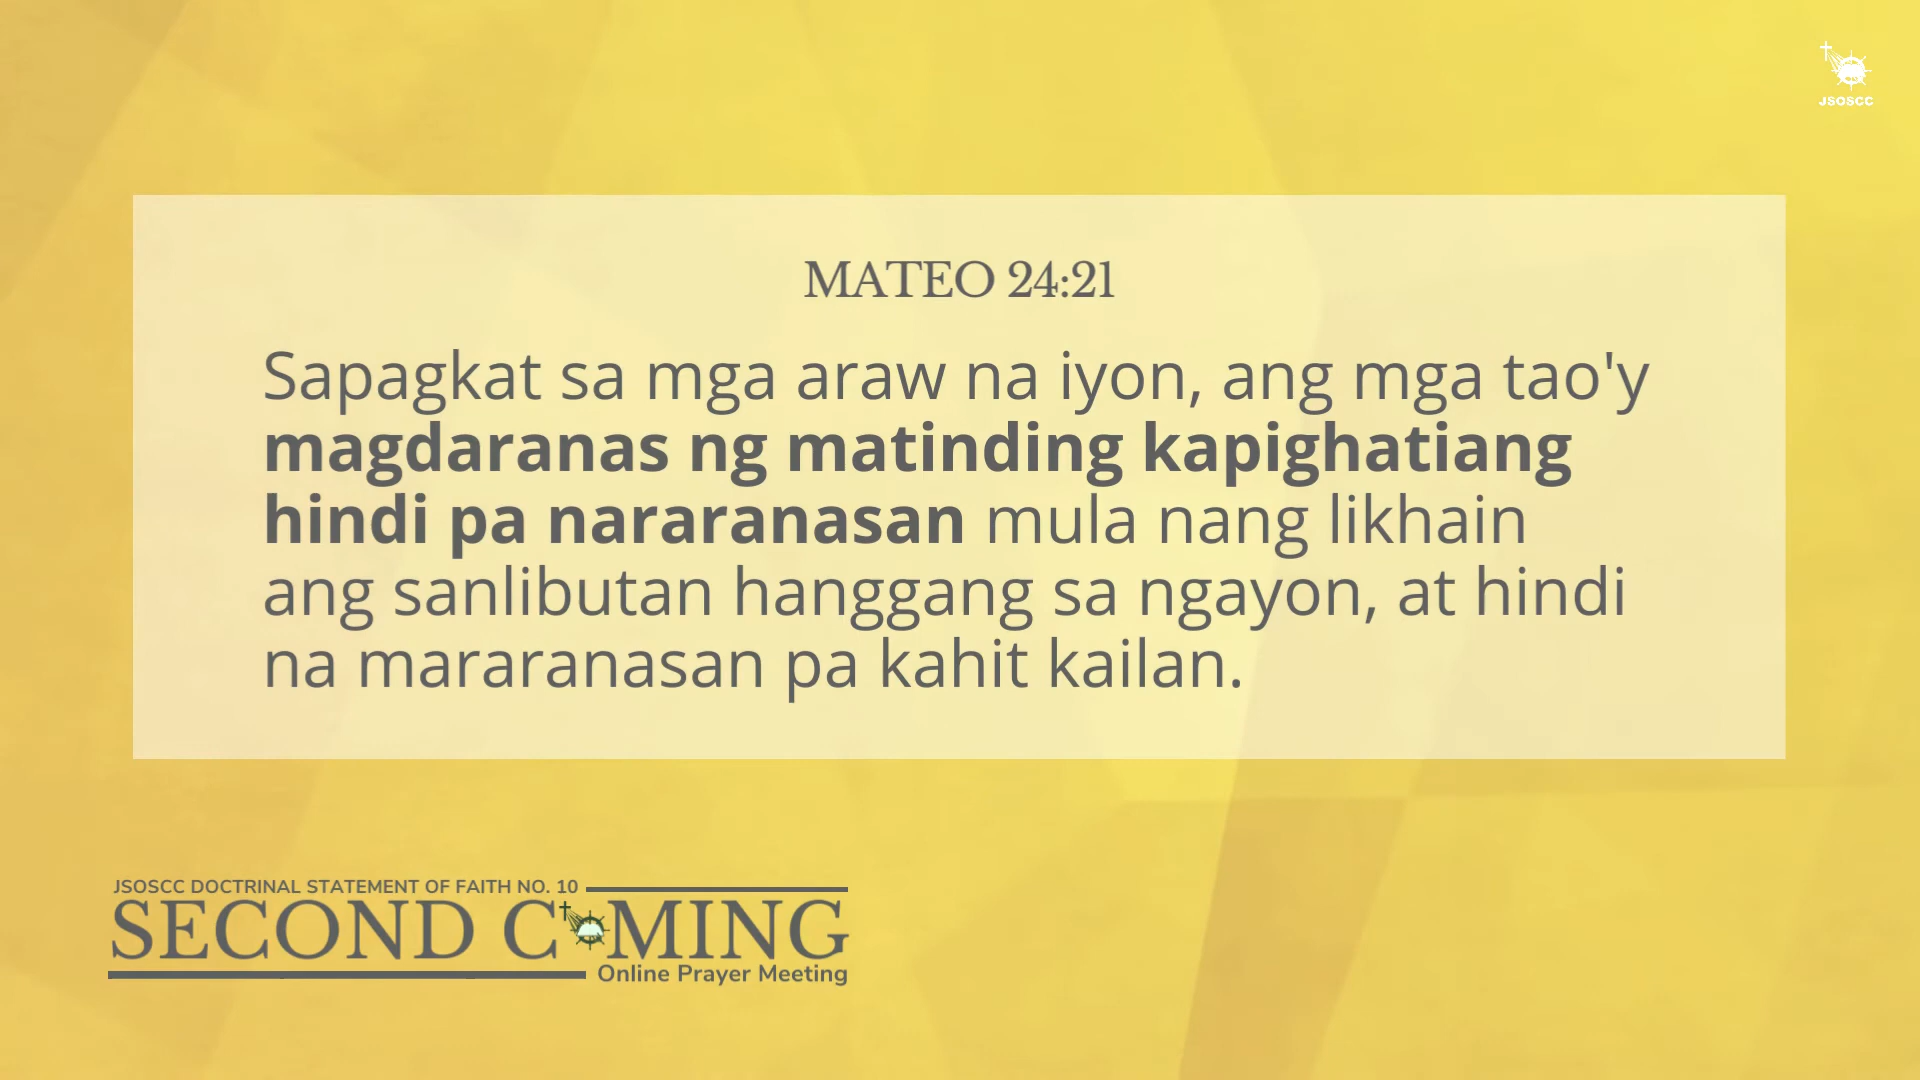 JSOSCC
MATEO 24:21
Sapagkat sa mga araw na iyon, ang mga tao'y
magdaranas ng matinding kapighatiang
hindi pa nararanasan mula nang likhain
ang sanlibutan hanggang sa ngayon, at hindi
na mararanasan pa kahit kailan.
JSOSCC DOCTRINAL STATEMENT OF FAITH NO. 10
SECOND COMING
Online Prayer Meeting